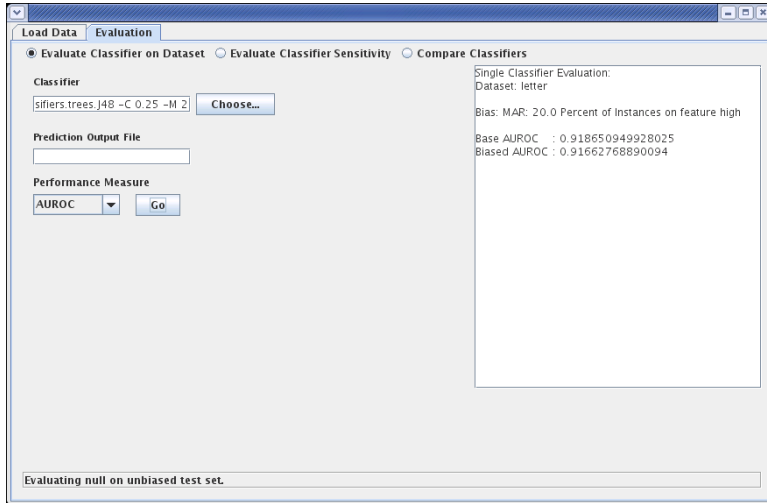 Load Data Evaluation
Evaluate Classifier on Dataset Evaluate Classifier Sensitivity Compare Classifiers
Classifier
sifiers.trees.J48 -C 0.25 -M 2 Choose...
Prediction Output File
Performance Measure
AUROC Go
Single Classifier Evaluation:
Dataset: letter
Bias: MAR: 20.0 Percent of Instances on feature high
Base AUROC : 0.918650949928025
Biased AUROC : 0.91662768890094
Evaluating null on unbiased test set.